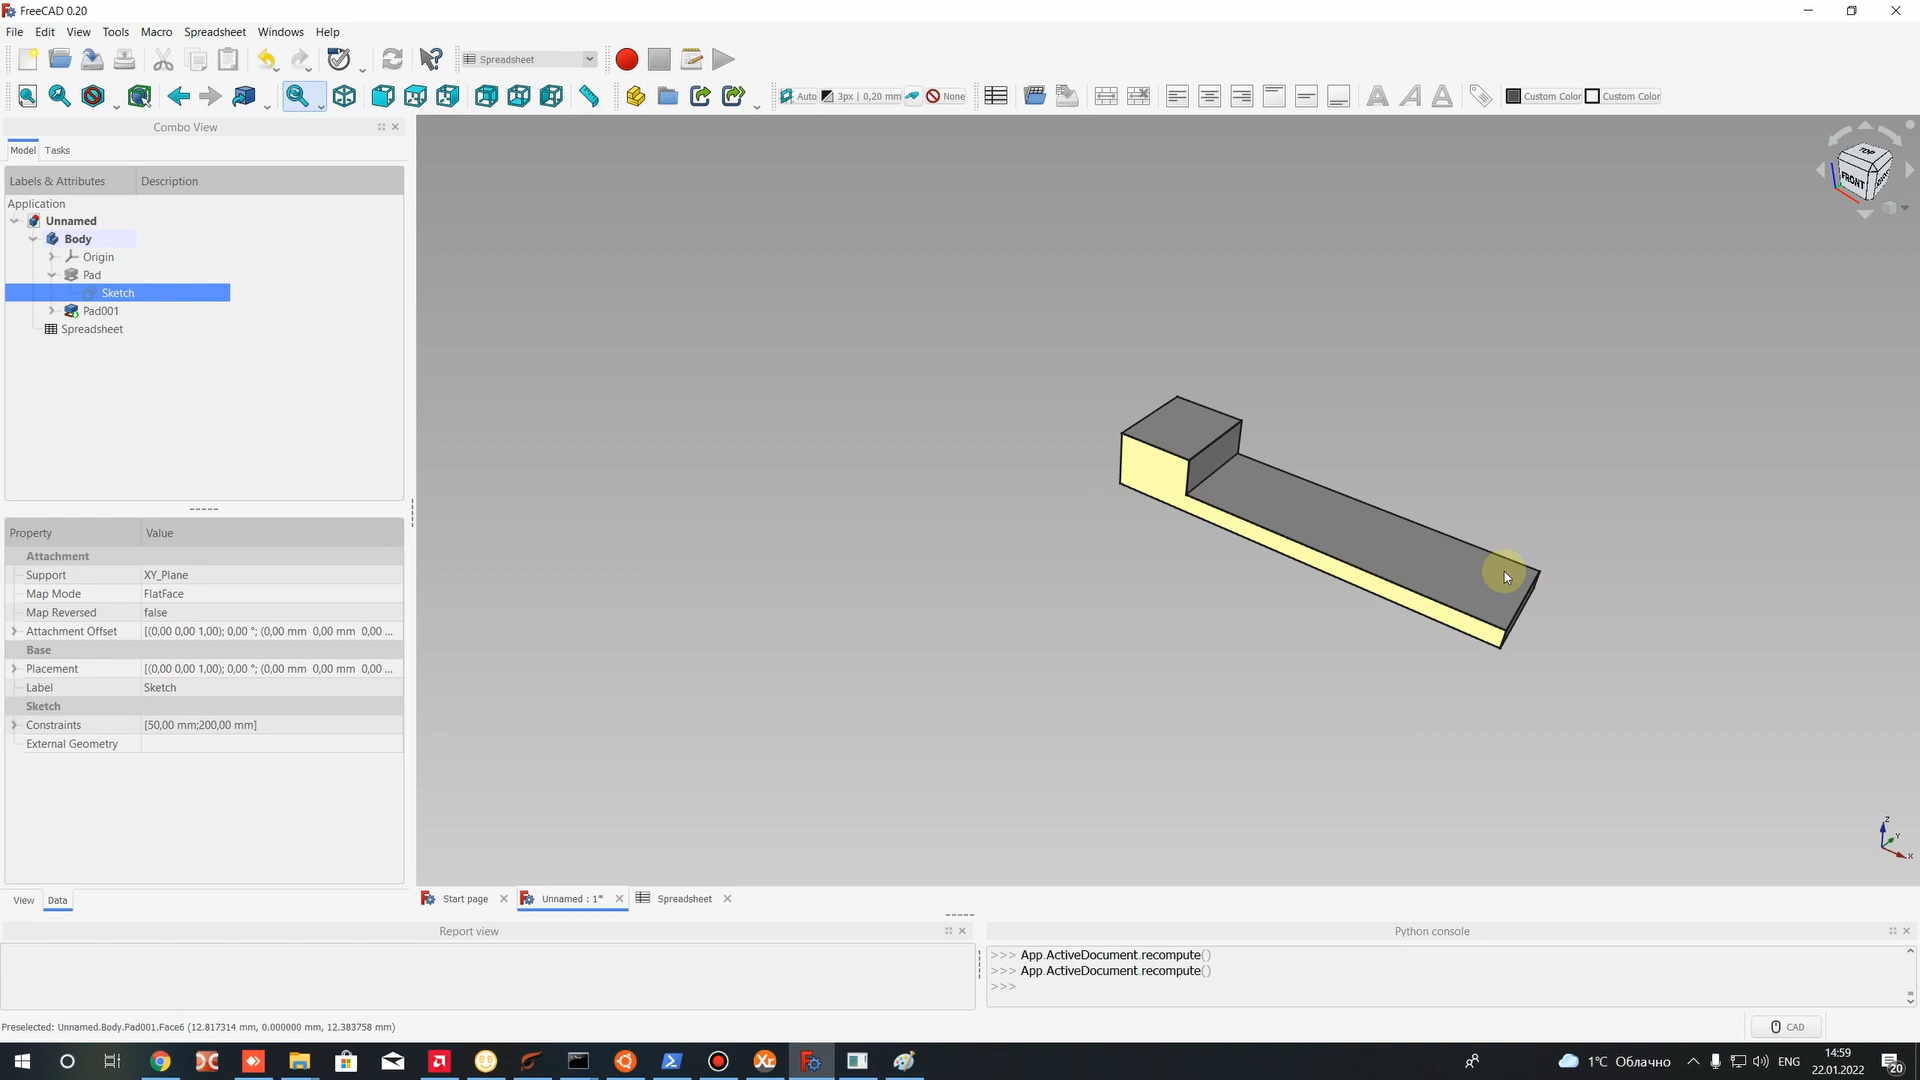 FreeCAD 0.20
File Edit View Tools Macro Spreadsheet Windows Help
Spreadsheet
Auto 3px | 0,20 mm None Custom Color Custom Color
Combo View
Model Tasks
Labels & Attributes Description
Application
Unnamed
Body
Origin
Pad
Sketch
Pad001
Spreadsheet
TOP
FRONT
Property Value
Attachment
Support XY_Plane
Map Mode FlatFace
Map Reversed false
Attachment Offset [(0,00 0,00 1,00); 0,00 °; (0,00 mm 0,00 mm 0,00 ...
Base
Placement [(0,00 0,00 1,00); 0,00 °; (0,00 mm 0,00 mm 0,00 ...
Label Sketch
Sketch
Constraints [50,00 mm;200,00 mm]
External Geometry
Z
Y
X
View Data
Start page Unnamed : 1* Spreadsheet
Report view
Python console
>>> App.ActiveDocument.recompute()
>>> App.ActiveDocument.recompute()
>>>
Preselected: Unnamed.Body.Pad001.Face6 (12.817314 mm, 0.000000 mm, 12.383758 mm)
CAD
1°C Облачно ENG 14:59
22.01.2022
20